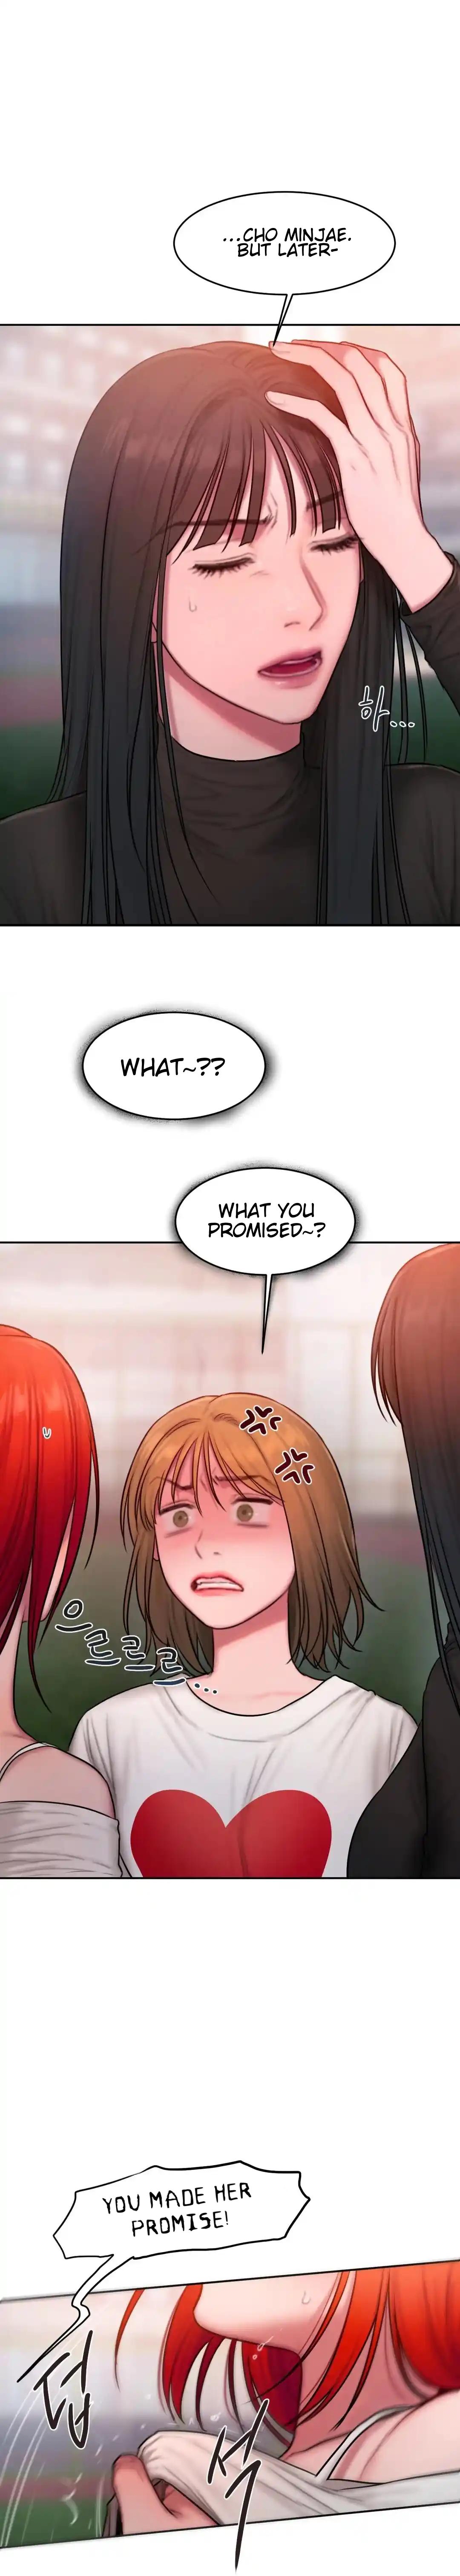 ...CHO MINJAE.
BUT LATER-
하...
WHAT~??
WHAT YOU
PROMISED~?
으르르르...
YOU MADE HER
PROMISE!
덥
석